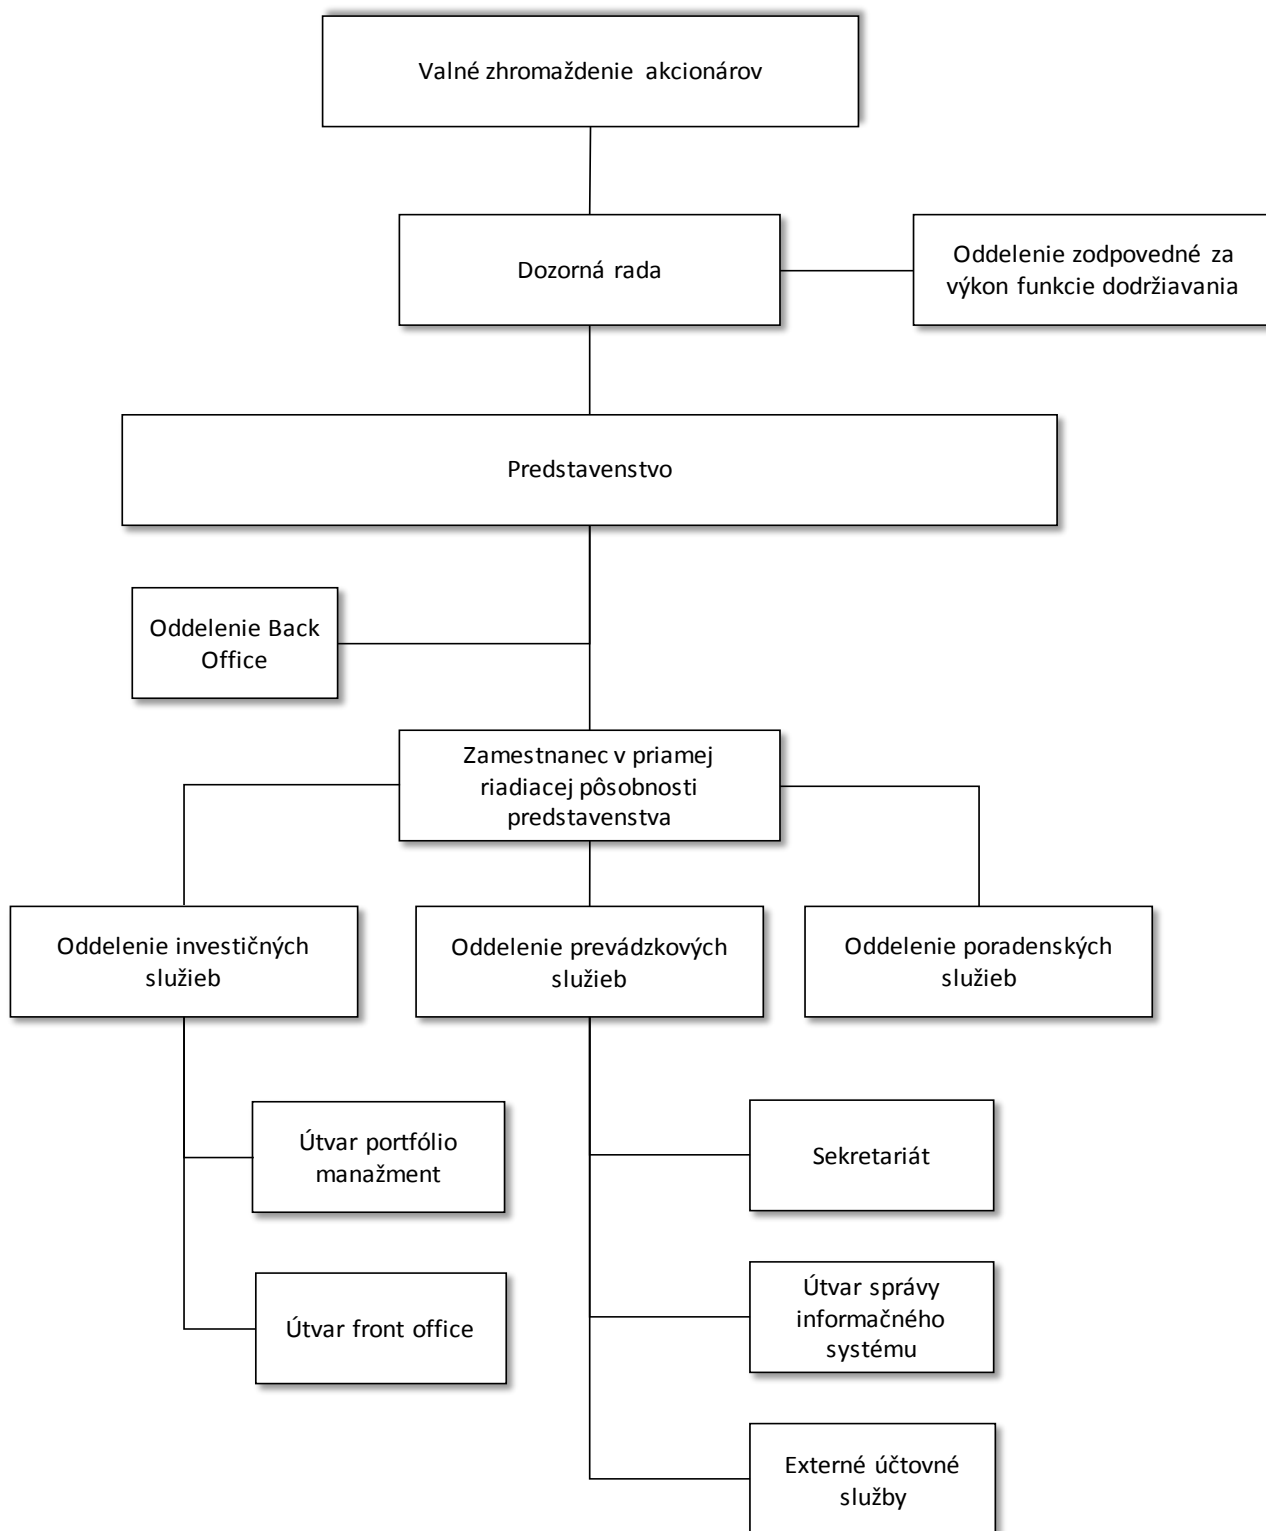 Valné zhromaždenie akcionárov
Dozorná rada
Oddelenie zodpovedné za
výkon funkcie dodržiavania
Predstavenstvo
Oddelenie Back
Office
Zamestnanec v priamej
riadiacej pôsobnosti
predstavenstva
Oddelenie investičných
služieb
Oddelenie prevádzkových
služieb
Oddelenie poradenských
služieb
Útvar portfólio
manažment
Sekretariát
Útvar front office
Útvar správy
informačného
systému
Externé účtovné
služby